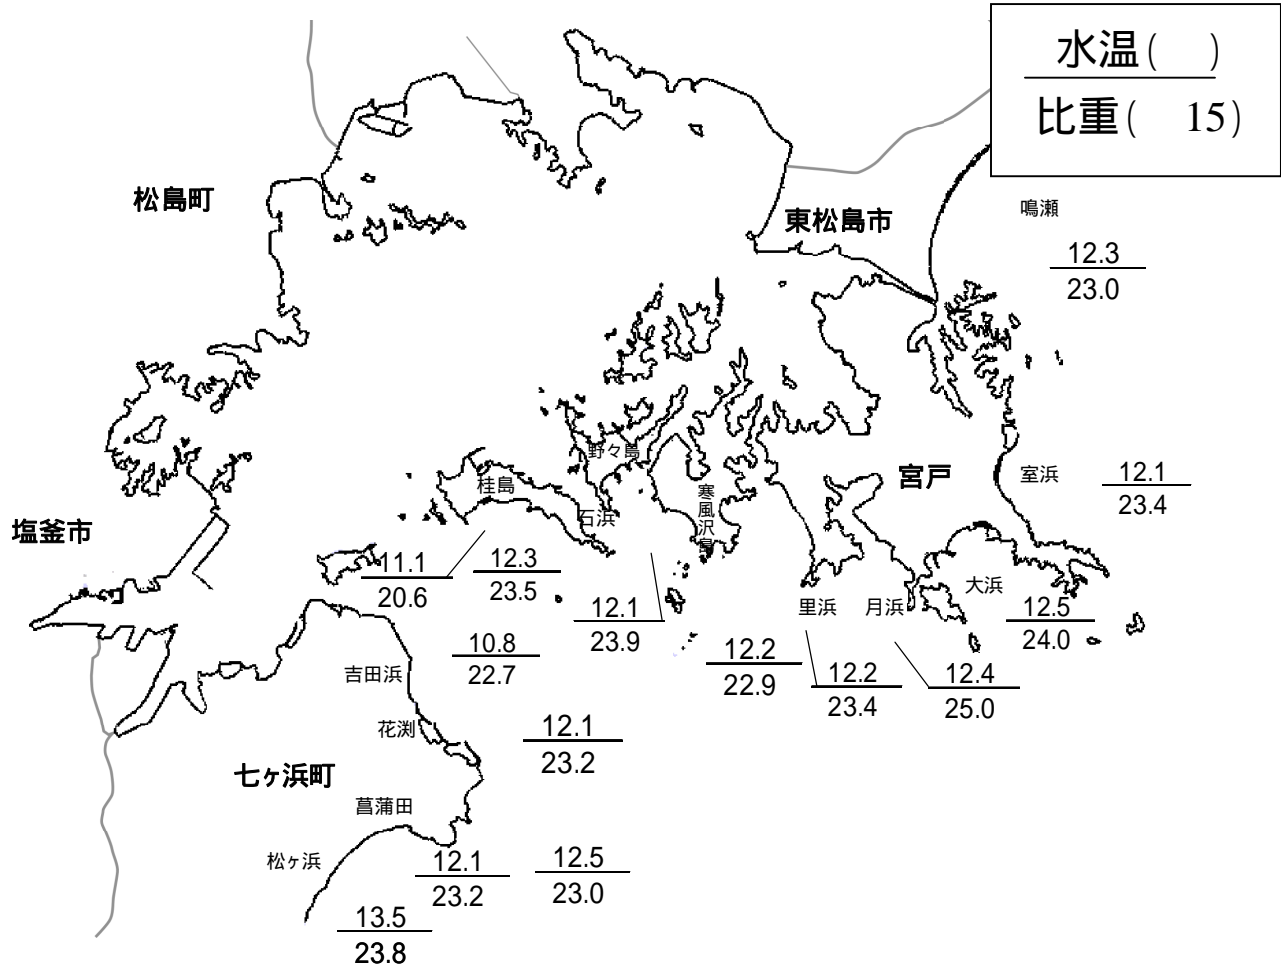 水温(　)
比重(　15)
松島町
東松島市
鳴瀬
12.3
23.0
野々島
桂島
石浜
寒風沢島
宮戸
室浜
12.1
23.4
塩釜市
11.1
20.6
12.3
23.5
12.1
23.9
里浜
月浜
大浜
12.5
24.0
10.8
22.7
12.2
22.9
12.2
23.4
12.4
25.0
吉田浜
花渕
12.1
23.2
七ヶ浜町
菖蒲田
松ヶ浜
12.1
23.2
12.5
23.0
13.5
23.8